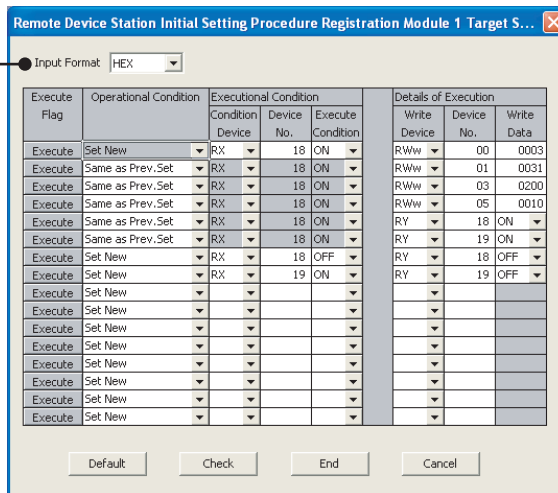 Remote Device Station Initial Setting Procedure Registration Module 1 Target S...
Input Format HEX
Execute Flag Operational Condition Executional Condition Details of Execution
Condition Device Device No. Execute Condition Write Device Device No. Write Data
Execute Set New RX 18 ON RWw 00 0003
Execute Same as Prev.Set RX 18 ON RWw 01 0031
Execute Same as Prev.Set RX 18 ON RWw 03 0200
Execute Same as Prev.Set RX 18 ON RWw 05 0010
Execute Same as Prev.Set RX 18 ON RY 18 ON
Execute Same as Prev.Set RX 18 ON RY 19 ON
Execute Set New RX 18 OFF RY 18 OFF
Execute Set New RX 19 ON RY 19 OFF
Execute Set New
Execute Set New
Execute Set New
Execute Set New
Execute Set New
Execute Set New
Execute Set New
Execute Set New
Default Check End Cancel